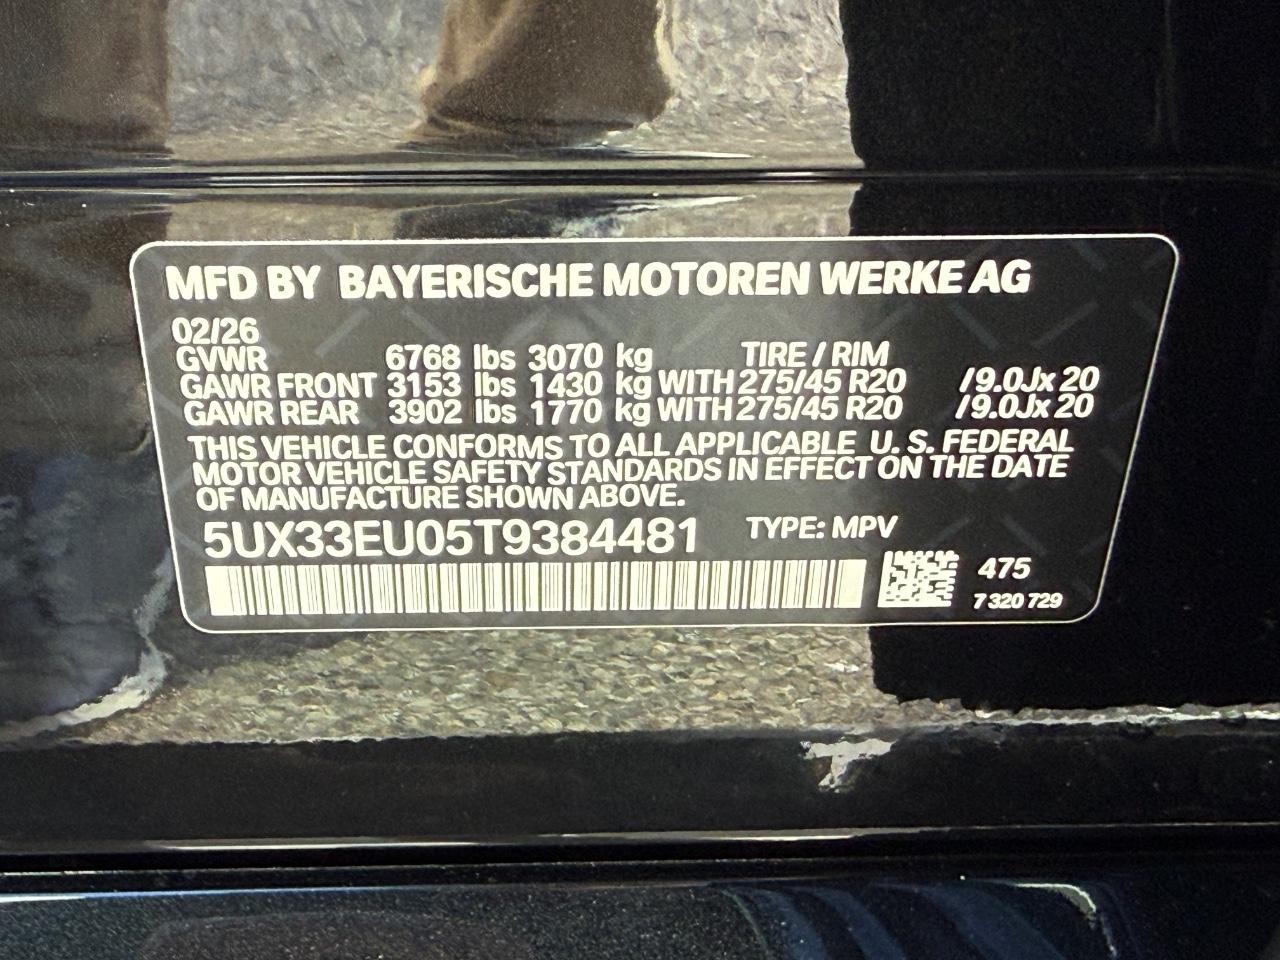 MFD BY BAYERISCHE MOTOREN WERKE AG
02/26
GVWR 6768 lbs 3070 kg TIRE / RIM
GAWR FRONT 3153 lbs 1430 kg WITH 275/45 R20 /9.0Jx 20
GAWR REAR 3902 lbs 1770 kg WITH 275/45 R20 /9.0Jx 20
THIS VEHICLE CONFORMS TO ALL APPLICABLE U. S. FEDERAL
MOTOR VEHICLE SAFETY STANDARDS IN EFFECT ON THE DATE
OF MANUFACTURE SHOWN ABOVE.
5UX33EU05T9384481 TYPE: MPV
475
7 320 729